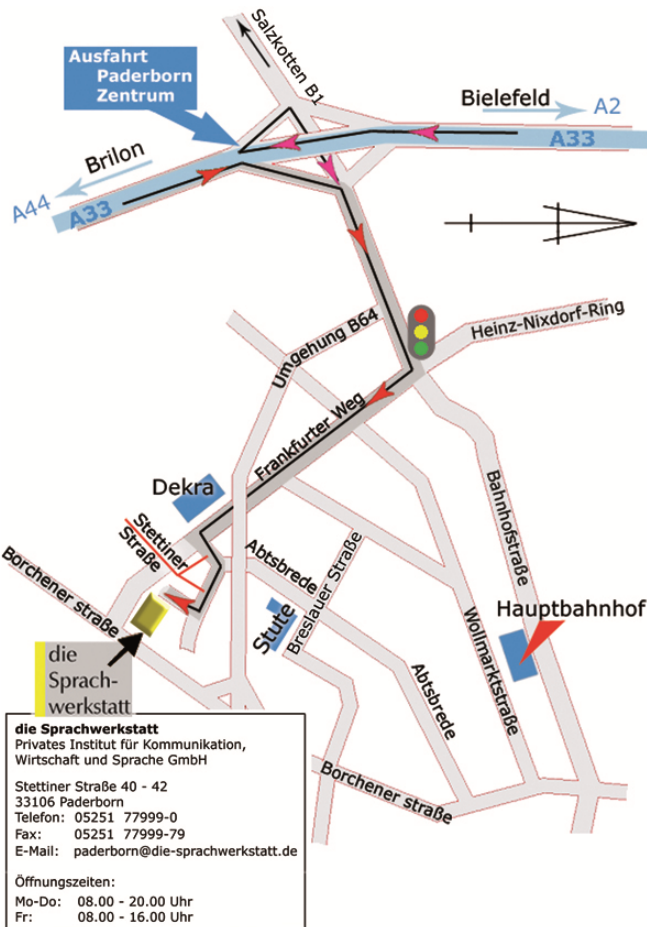 Salzkotten B1
Ausfahrt
Paderborn
Zentrum
Bielefeld
A2
A33
Brilon
A44
A33
Umgehung B64
Heinz-Nixdorf-Ring
Frankfurter Weg
Dekra
Bahnhofstraße
Stettiner
Straße
Abtsbrede
Breslauer Straße
Borchener straße
Stute
Hauptbahnhof
Wollmarktstraße
Abtsbrede
die
Sprach-
werkstatt
Borchener straße
die Sprachwerkstatt
Privates Institut für Kommunikation,
Wirtschaft und Sprache GmbH
Stettiner Straße 40 - 42
33106 Paderborn
Telefon: 05251 77999-0
Fax: 05251 77999-79
E-Mail: paderborn@die-sprachwerkstatt.de
Öffnungszeiten:
Mo-Do: 08.00 - 20.00 Uhr
Fr: 08.00 - 16.00 Uhr